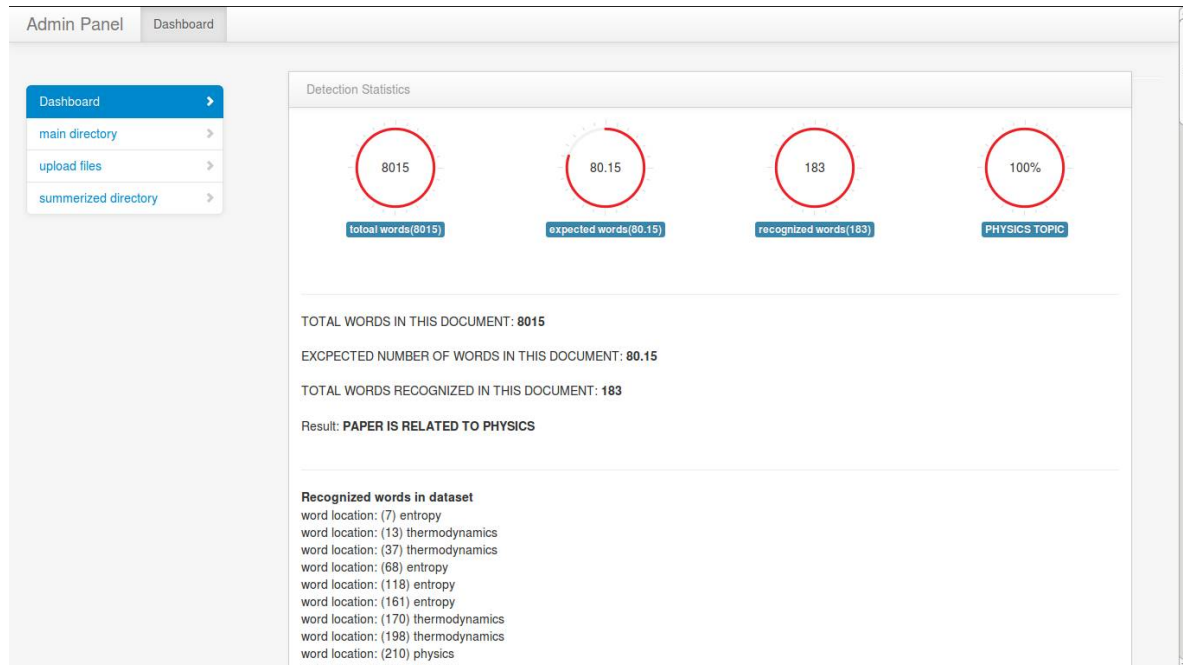 Admin Panel Dashboard
Dashboard
main directory
upload files
summerized directory
Detection Statistics
8015 80.15 183 100%
totoal words(8015) expected words(80.15) recognized words(183) PHYSICS TOPIC
TOTAL WORDS IN THIS DOCUMENT: 8015
EXCPECTED NUMBER OF WORDS IN THIS DOCUMENT: 80.15
TOTAL WORDS RECOGNIZED IN THIS DOCUMENT: 183
Result: PAPER IS RELATED TO PHYSICS
Recognized words in dataset
word location: (7) entropy
word location: (13) thermodynamics
word location: (37) thermodynamics
word location: (68) entropy
word location: (118) entropy
word location: (161) entropy
word location: (170) thermodynamics
word location: (198) thermodynamics
word location: (210) physics